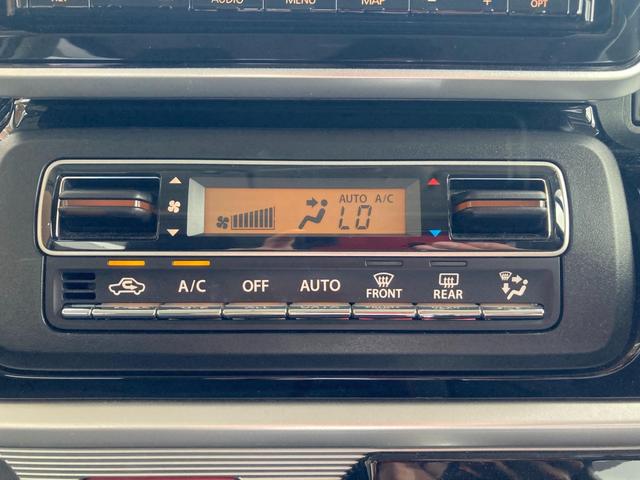 AUDIO MENU MAP - + OPT
AUTO A/C
LO
A/C OFF AUTO FRONT REAR